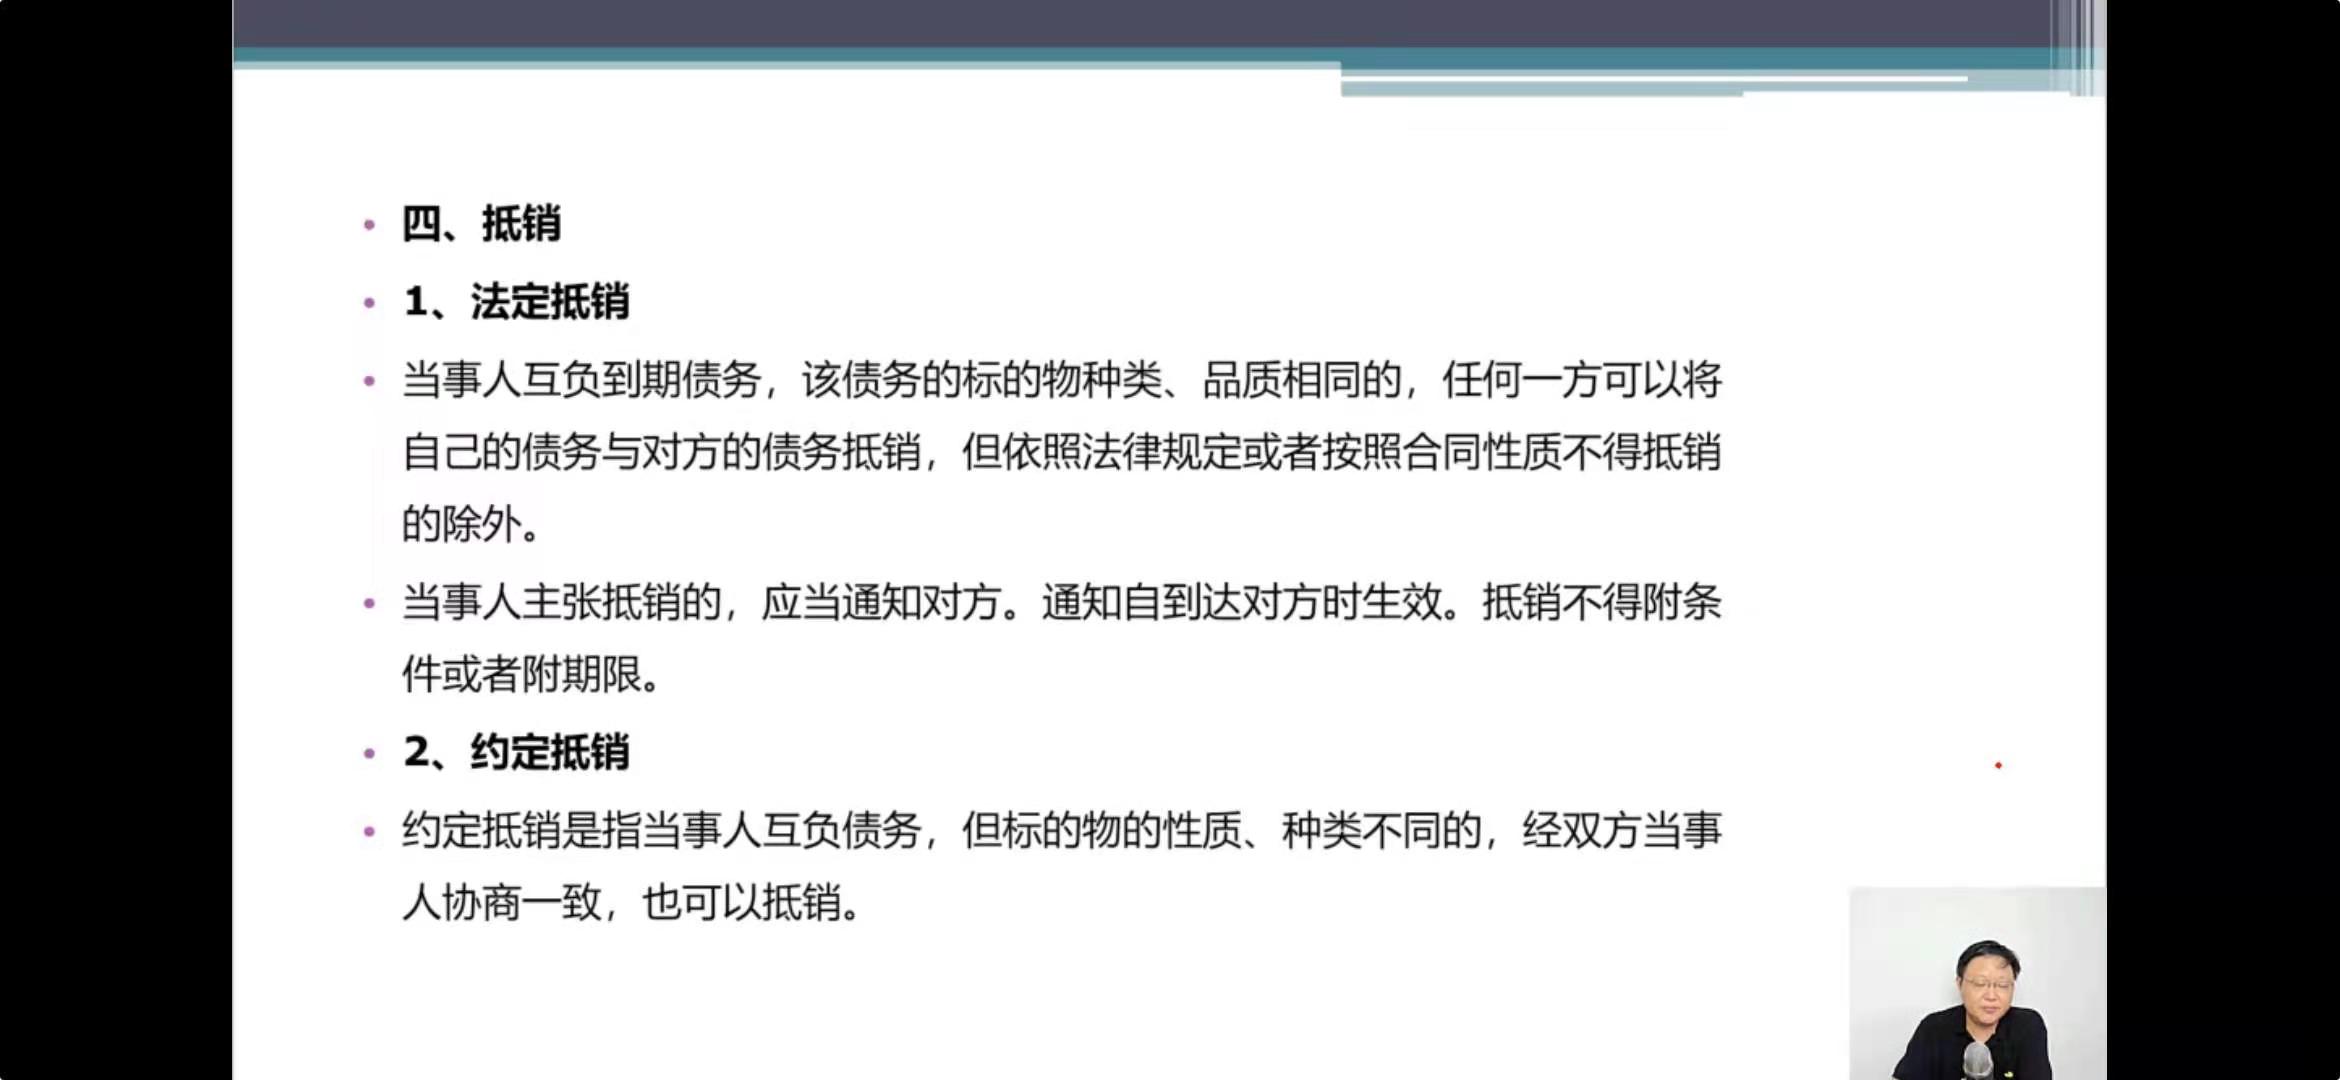 四、抵销
1、法定抵销
当事人互负到期债务，该债务的标的物种类、品质相同的，任何一方可以将
自己的债务与对方的债务抵销，但依照法律规定或者按照合同性质不得抵销
的除外。
当事人主张抵销的，应当通知对方。通知自到达对方时生效。抵销不得附条
件或者附期限。
2、约定抵销
约定抵销是指当事人互负债务，但标的物的性质、种类不同的，经双方当事
人协商一致，也可以抵销。